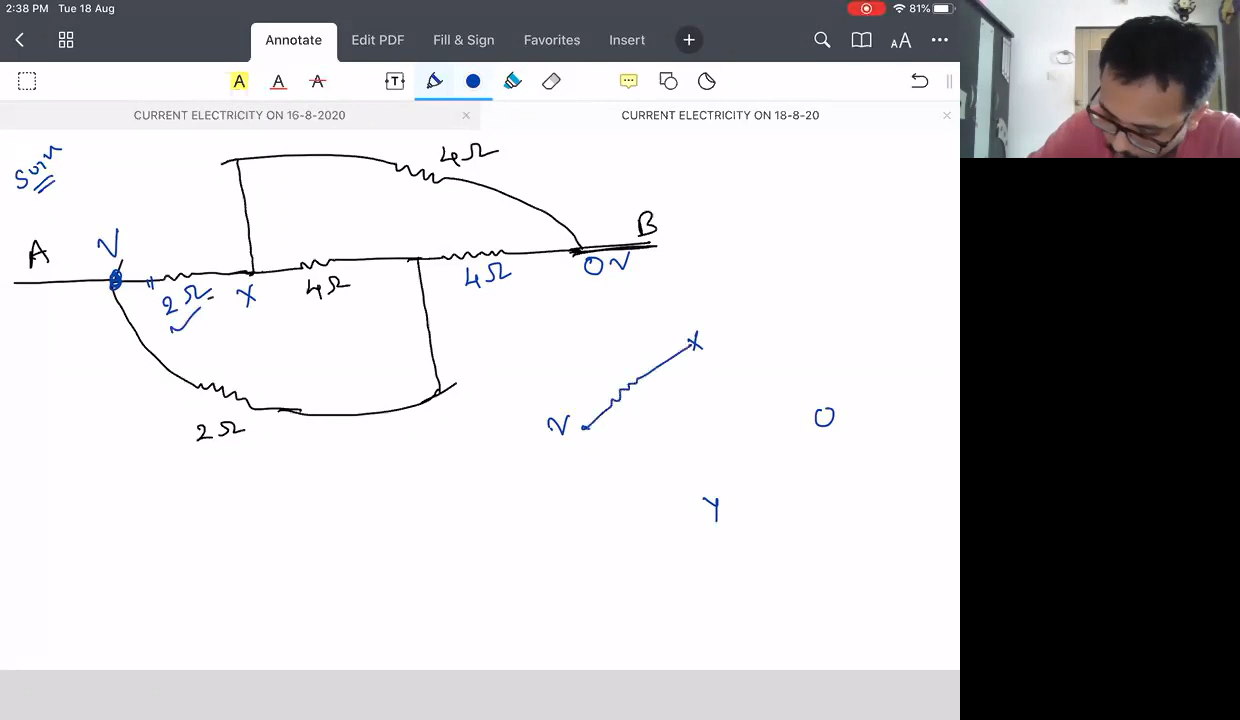 2:38 PM Tue 18 Aug
81%
Annotate
Edit PDF
Fill & Sign
Favorites
Insert
AA
A
A
A
T
CURRENT ELECTRICITY ON 16-8-2020
CURRENT ELECTRICITY ON 18-8-20
Soln
4Ω
A
V
B
2Ω
X
4Ω
4Ω
0V
2Ω
X
V
0
Y